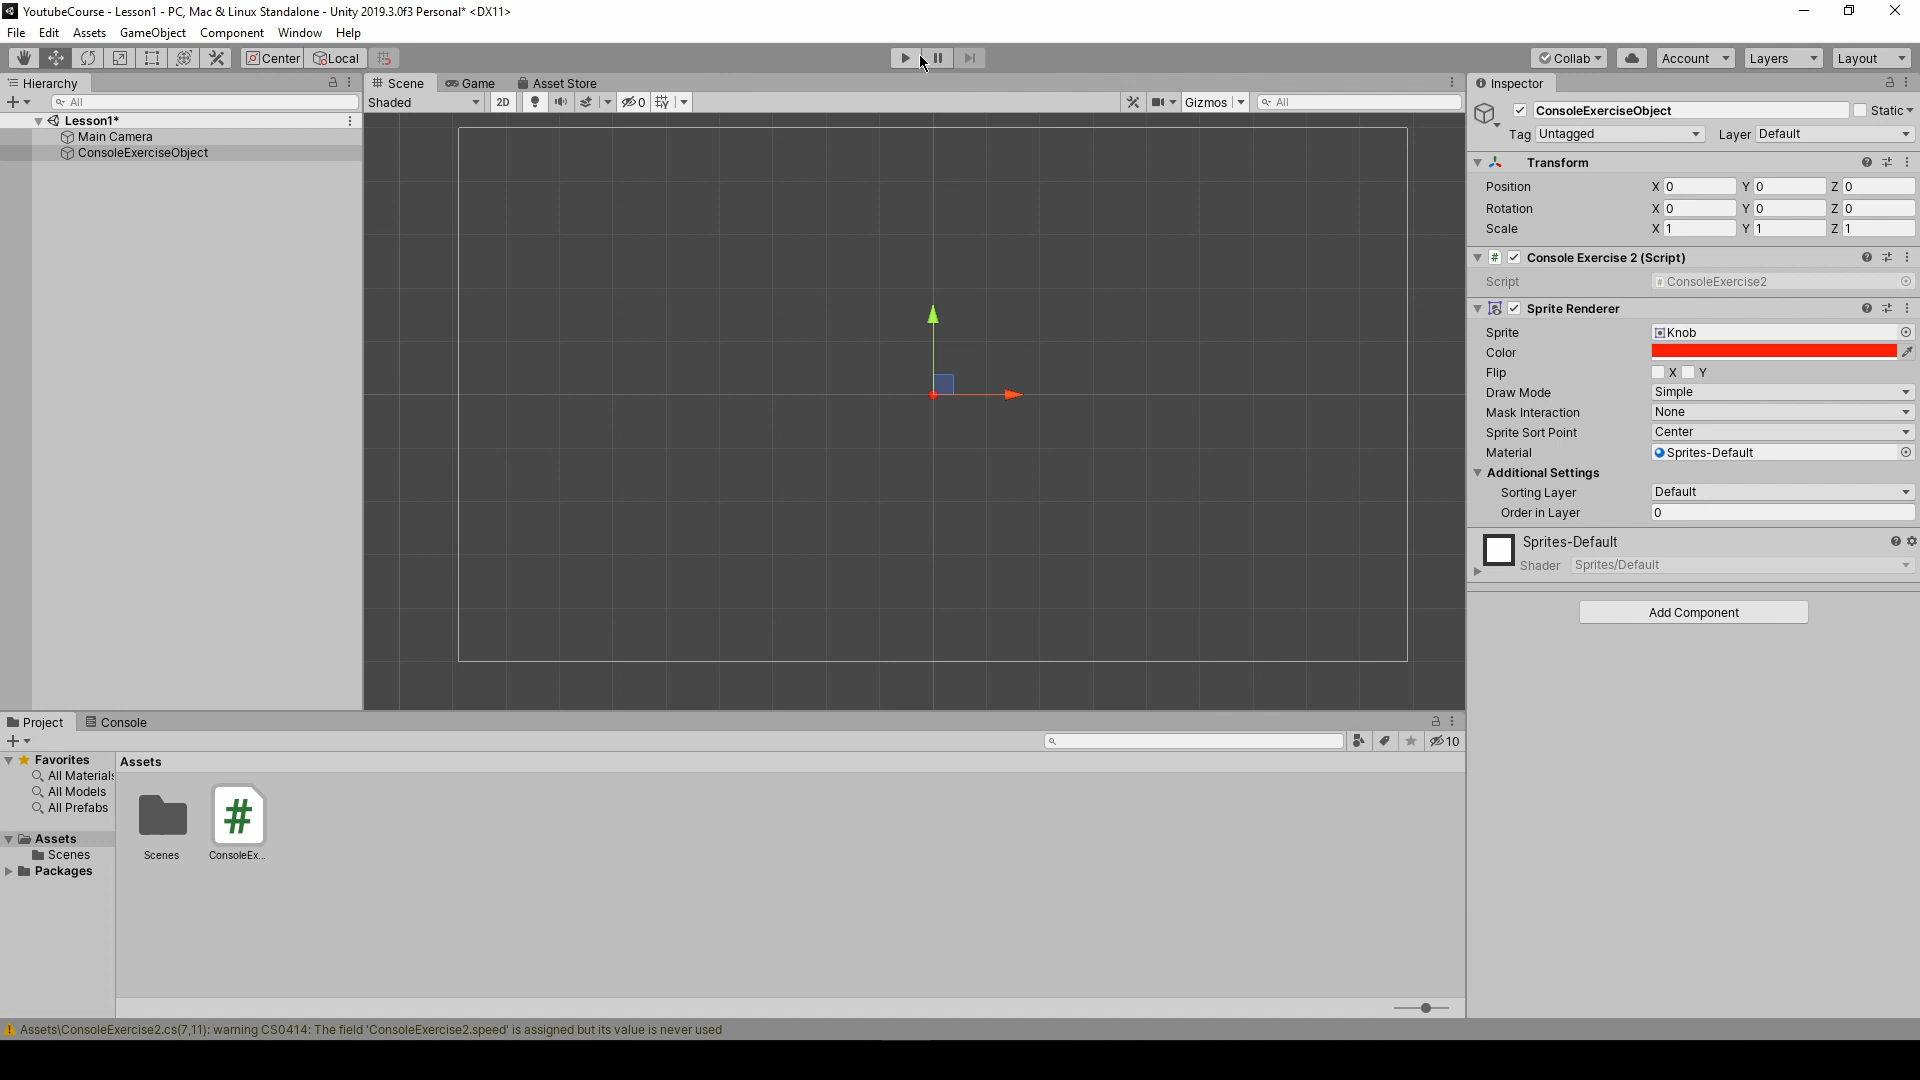 YoutubeCourse - Lesson1 - PC, Mac & Linux Standalone - Unity 2019.3.0f3 Personal* <DX11>
File Edit Assets GameObject Component Window Help
Center Local Collab Account Layers Layout
Hierarchy
All
Lesson1*
Main Camera
ConsoleExerciseObject
Scene Game Asset Store
Shaded 2D 0 Gizmos All
Inspector
ConsoleExerciseObject Static
Tag Untagged Layer Default
Transform
Position X 0 Y 0 Z 0
Rotation X 0 Y 0 Z 0
Scale X 1 Y 1 Z 1
# Console Exercise 2 (Script)
Script ConsoleExercise2
Sprite Renderer
Sprite Knob
Color
Flip X Y
Draw Mode Simple
Mask Interaction None
Sprite Sort Point Center
Material Sprites-Default
Additional Settings
Sorting Layer Default
Order in Layer 0
Sprites-Default
Shader Sprites/Default
Add Component
Project Console
10
Favorites
All Materials
All Models
All Prefabs
Assets
Scenes
Packages
Assets
#
Scenes ConsoleEx...
Assets\ConsoleExercise2.cs(7,11): warning CS0414: The field 'ConsoleExercise2.speed' is assigned but its value is never used